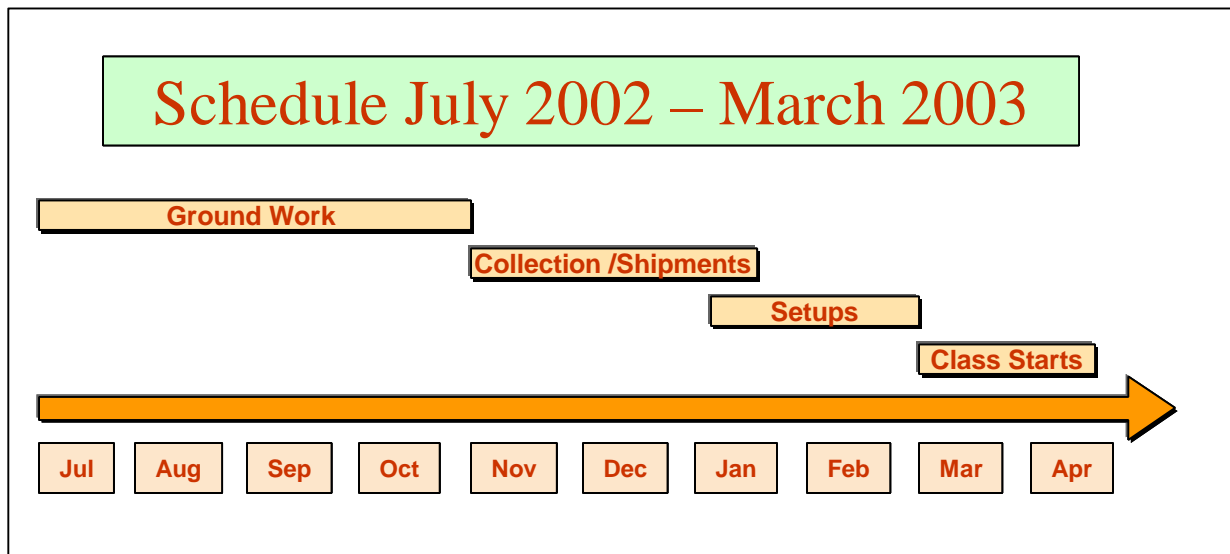 Schedule July 2002 – March 2003
Ground Work
Collection /Shipments
Setups
Class Starts
Jul Aug Sep Oct Nov Dec Jan Feb Mar Apr